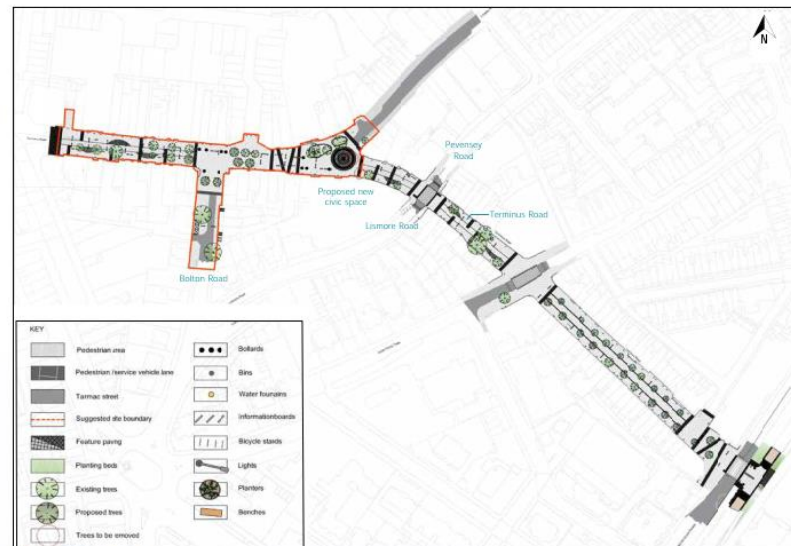 N
Pevensey
Road
Proposed new
civic space
Terminus Road
Lismore Road
Bolton Road
KEY
Pedestrian area
Pedestrian /service vehicle lane
Tarmac street
Suggested site boundary
Feature paving
Planting beds
Existing trees
Proposed trees
Trees to be emoved
Bollards
Bins
Water founains
Informationboards
Bicycle stands
Lights
Planters
Benches